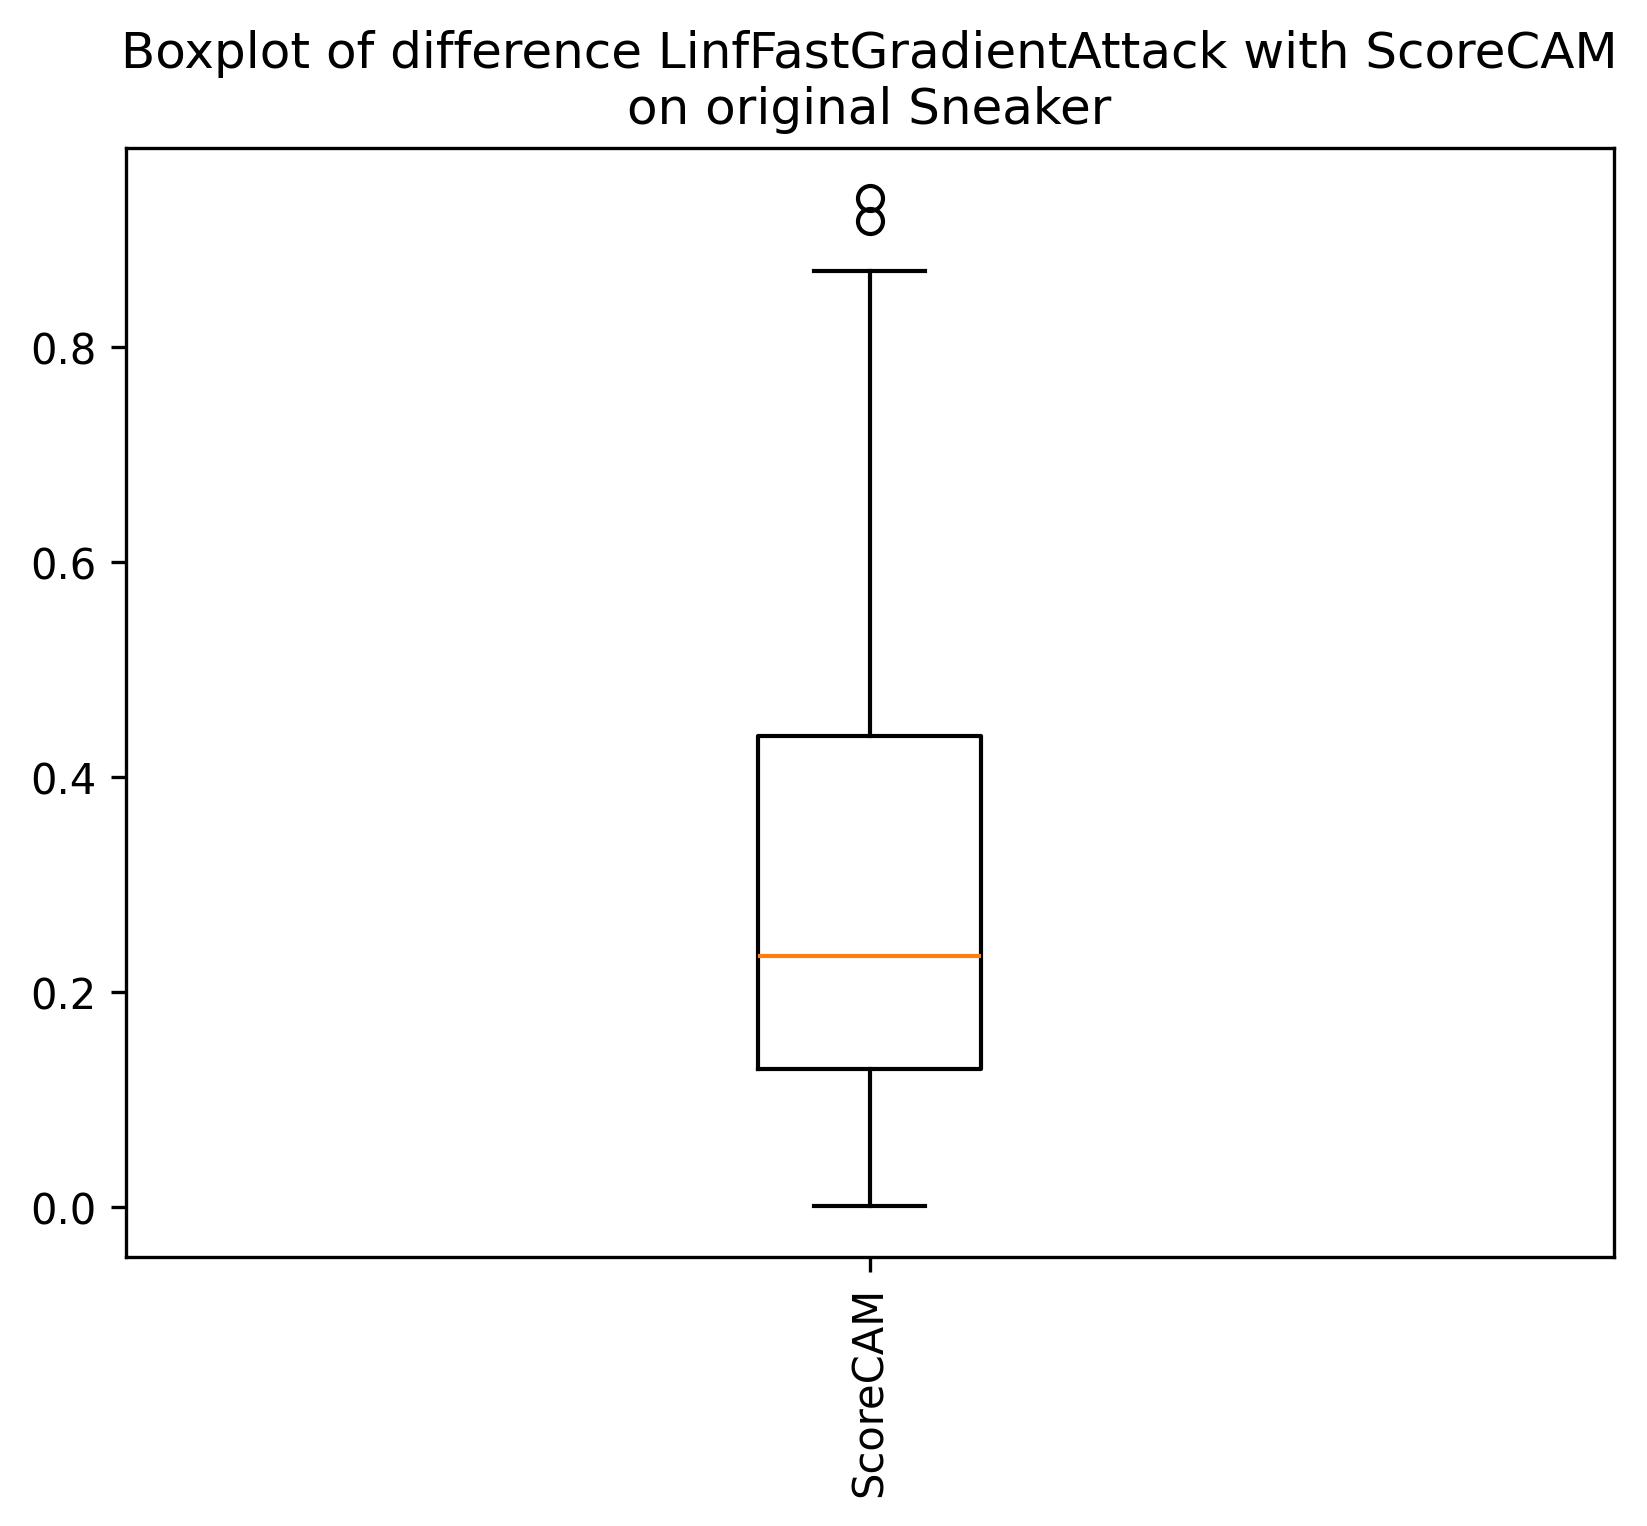 Boxplot of difference LinfFastGradientAttack with ScoreCAM
on original Sneaker
0.8
0.6
0.4
0.2
0.0
ScoreCAM